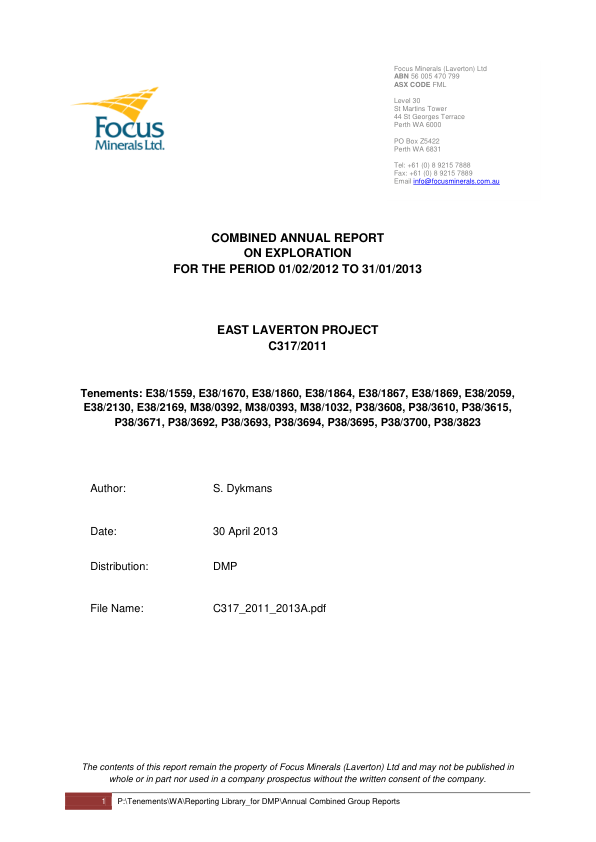 Focus Minerals (Laverton) Ltd
ABN 56 005 470 799
ASX CODE FML
Level 30
St Martins Tower
44 St Georges Terrace
Perth WA 6000
PO Box Z5422
Perth WA 6831
Tel: +61 (0) 8 9215 7888
Fax: +61 (0) 8 9215 7889
Email info@focusminerals.com.au
FOCUS
MINERALS LTD.
COMBINED ANNUAL REPORT
ON EXPLORATION
FOR THE PERIOD 01/02/2012 TO 31/01/2013
EAST LAVERTON PROJECT
C317/2011
Tenements: E38/1559, E38/1670, E38/1860, E38/1864, E38/1867, E38/1869, E38/2059,
E38/2130, E38/2169, M38/0392, M38/0393, M38/1032, P38/3608, P38/3610, P38/3615,
P38/3671, P38/3692, P38/3693, P38/3694, P38/3695, P38/3700, P38/3823
Author: S. Dykmans
Date: 30 April 2013
Distribution: DMP
File Name: C317_2011_2013A.pdf
The contents of this report remain the property of Focus Minerals (Laverton) Ltd and may not be published in
whole or in part nor used in a company prospectus without the written consent of the company.
1 P:\Tenements\WA\Reporting Library_for DMP\Annual Combined Group Reports